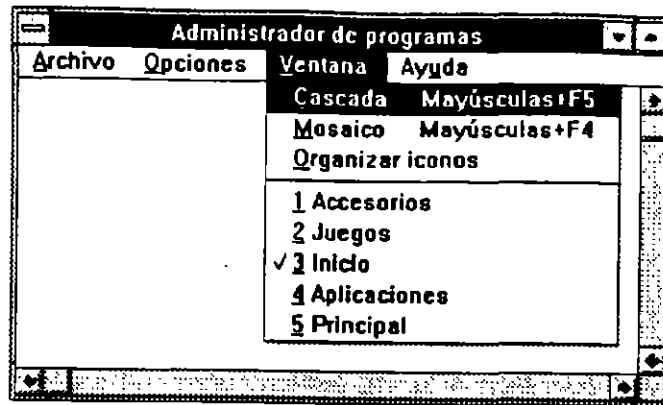 Administrador de programas
Archivo Opciones Ventana Ayuda
Cascada Mayúsculas+F5
Mosaico Mayúsculas+F4
Organizar iconos
1 Accesorios
2 Juegos
√ 3 Inicio
4 Aplicaciones
5 Principal